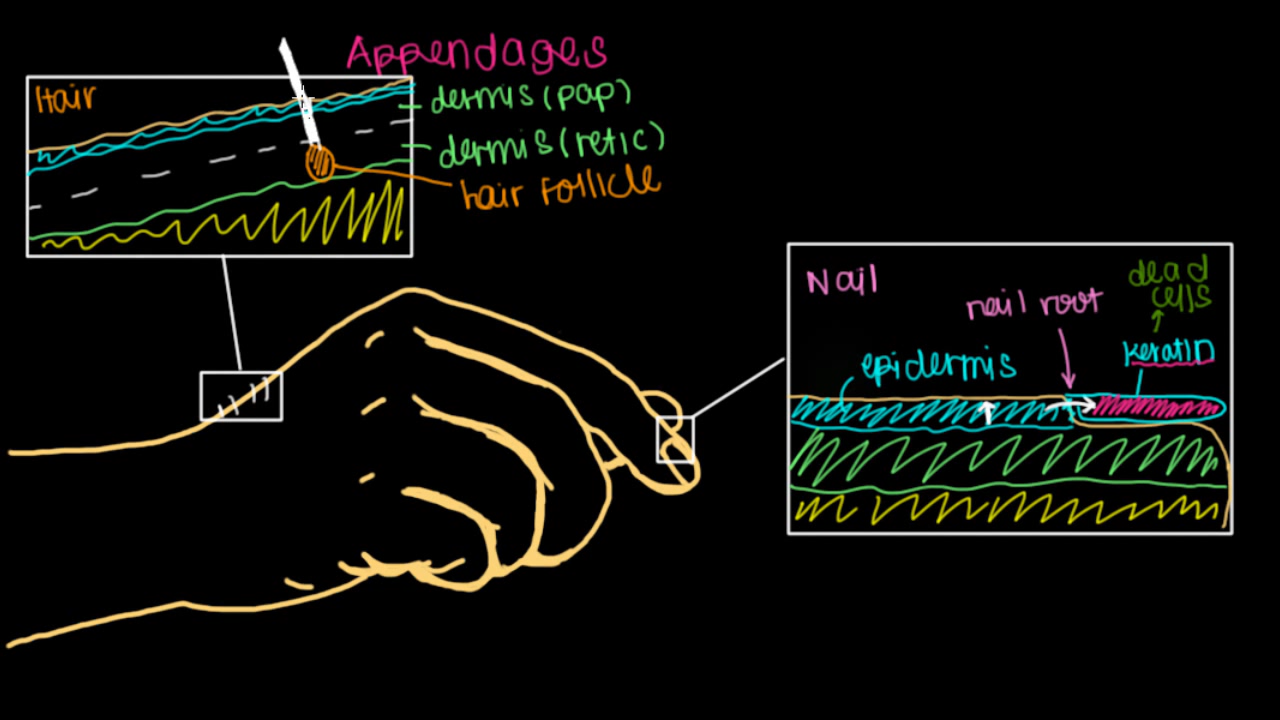 Appendages
Hair
dermis (pap)
dermis (retic)
hair follicle
Nail
dead
cells
nail root
keratin
epidermis